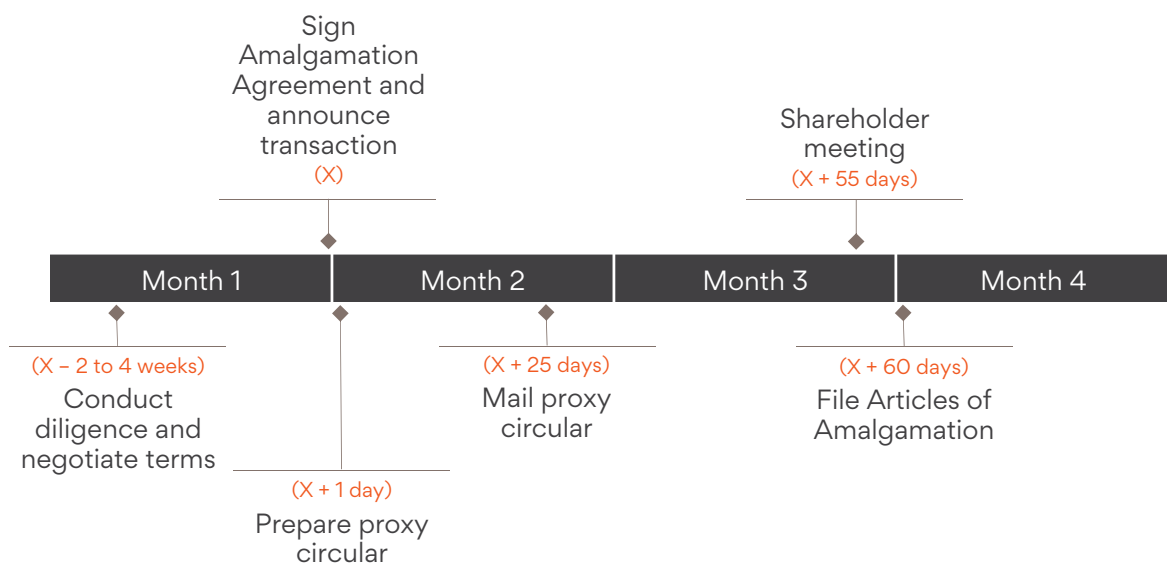 Sign
Amalgamation
Agreement and
announce
transaction
(X)
Shareholder
meeting
(X + 55 days)
Month 1
Month 2
Month 3
Month 4
(X – 2 to 4 weeks)
Conduct
diligence and
negotiate terms
(X + 1 day)
Prepare proxy
circular
(X + 25 days)
Mail proxy
circular
(X + 60 days)
File Articles of
Amalgamation